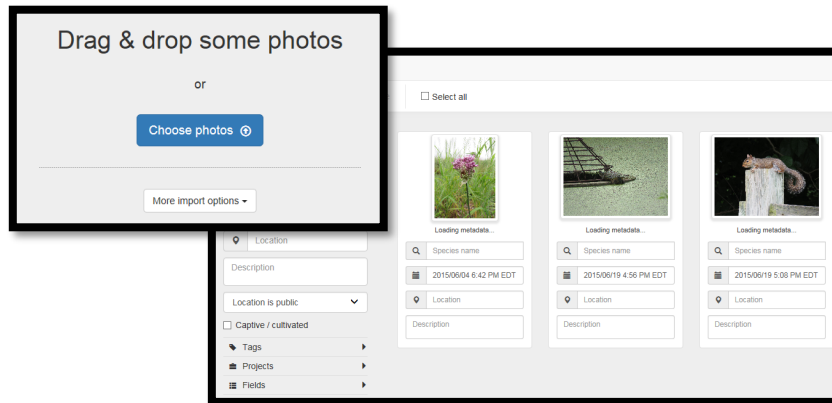 Drag & drop some photos
or
Choose photos
More import options
Select all
Location
Description
Location is public
Captive / cultivated
Tags
Projects
Fields
Loading metadata...
Species name
2015/06/04 6:42 PM EDT
Location
Description
Loading metadata...
Species name
2015/06/19 4:56 PM EDT
Location
Description
Loading metadata...
Species name
2015/06/19 5:08 PM EDT
Location
Description